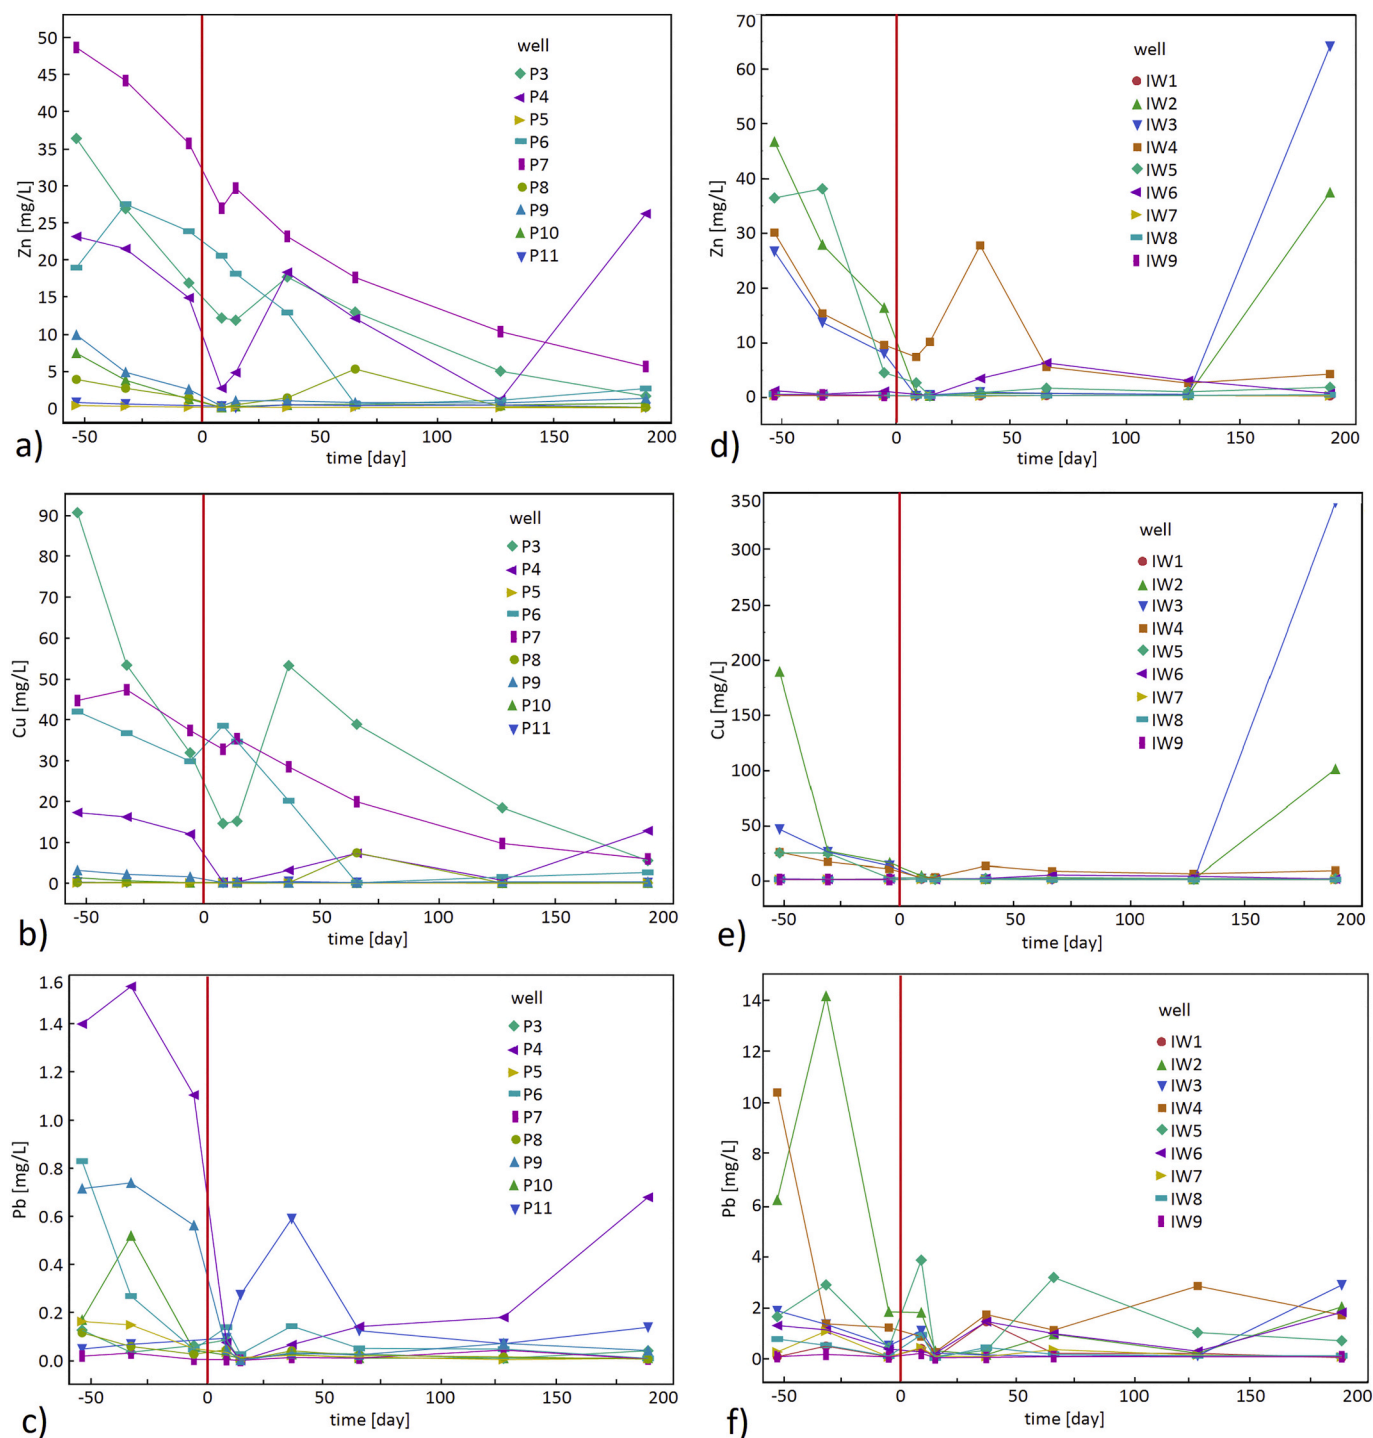 50
45
40
35
30
25
20
15
10
5
0
Zn [mg/L]
well
P3
P4
P5
P6
P7
P8
P9
P10
P11
-50 0 50 100 150 200
time [day]
a)
70
60
50
40
30
20
10
0
Zn [mg/L]
well
IW1
IW2
IW3
IW4
IW5
IW6
IW7
IW8
IW9
-50 0 50 100 150 200
time [day]
d)
90
80
70
60
50
40
30
20
10
0
Cu [mg/L]
well
P3
P4
P5
P6
P7
P8
P9
P10
P11
-50 0 50 100 150 200
time [day]
b)
350
300
250
200
150
100
50
0
Cu [mg/L]
well
IW1
IW2
IW3
IW4
IW5
IW6
IW7
IW8
IW9
-50 0 50 100 150 200
time [day]
e)
1.6
1.4
1.2
1.0
0.8
0.6
0.4
0.2
0.0
Pb [mg/L]
well
P3
P4
P5
P6
P7
P8
P9
P10
P11
-50 0 50 100 150 200
time [day]
c)
14
12
10
8
6
4
2
0
Pb [mg/L]
well
IW1
IW2
IW3
IW4
IW5
IW6
IW7
IW8
IW9
-50 0 50 100 150 200
time [day]
f)